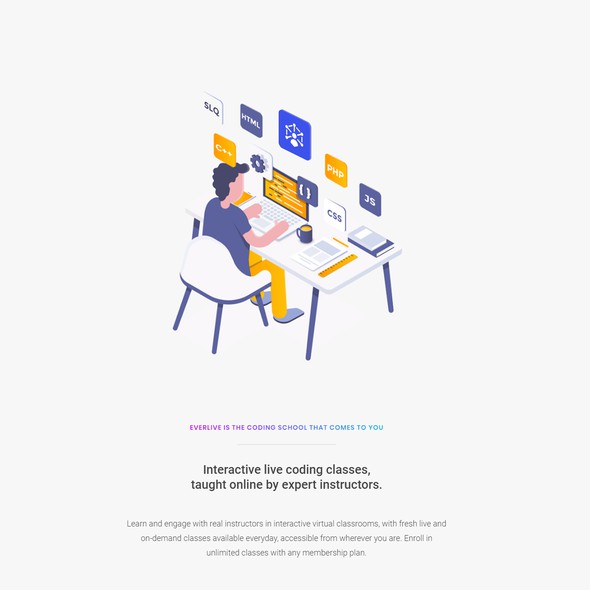 SLQ
HTML
C++
PHP
{ }
JS
CSS
EVERLIVE IS THE CODING SCHOOL THAT COMES TO YOU
Interactive live coding classes,
taught online by expert instructors.
Learn and engage with real instructors in interactive virtual classrooms, with fresh live and
on-demand classes available everyday, accessible from wherever you are. Enroll in
unlimited classes with any membership plan.